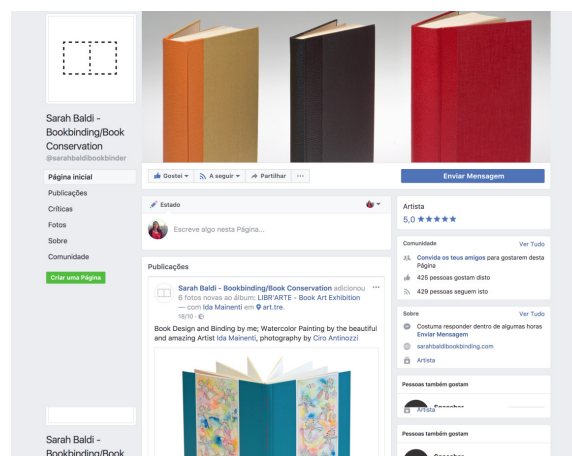 Sarah Baldi -
Bookbinding/Book
Conservation
@sarahbaldibookbinder
Página inicial
Publicações
Críticas
Fotos
Sobre
Comunidade
Criar uma Página
Gostei
A seguir
Partilhar
Enviar Mensagem
Estado
Escreve algo nesta Página...
Publicações
Sarah Baldi - Bookbinding/Book Conservation adicionou
6 fotos novas ao álbum: LIBR'ARTE - Book Art Exhibition
— com Ida Mainenti em art.tre.
18/10 ·
Book Design and Binding by me; Watercolor Painting by the beautiful
and amazing Artist Ida Mainenti, photography by Ciro Antinozzi
Artista
5,0 ★★★★★
Comunidade Ver Tudo
Convida os teus amigos para gostarem desta
Página
425 pessoas gostam disto
429 pessoas seguem isto
Sobre Ver Tudo
Costuma responder dentro de algumas horas
Enviar Mensagem
sarahbaldibookbinding.com
Artista
Pessoas também gostam
Artista
Pessoas também gostam
Sarah Baldi -
Bookbinding/Book